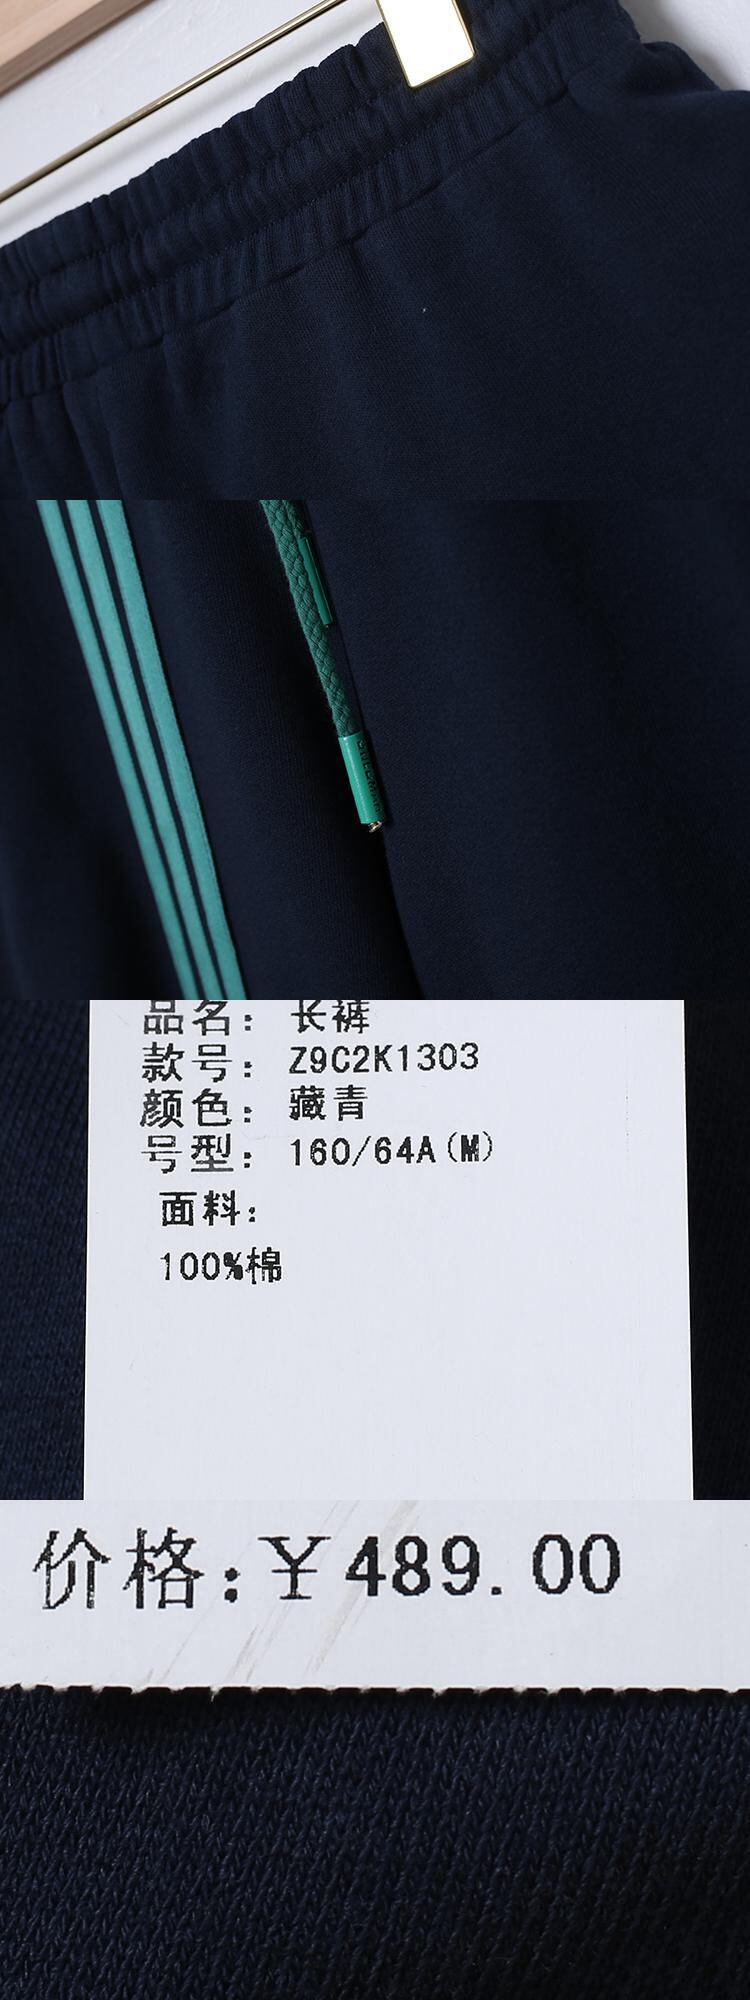 品名: 长裤
款号: Z9C2K1303
颜色: 藏青
号型: 160/64A(M)
面料:
100%棉
价格:¥489.00